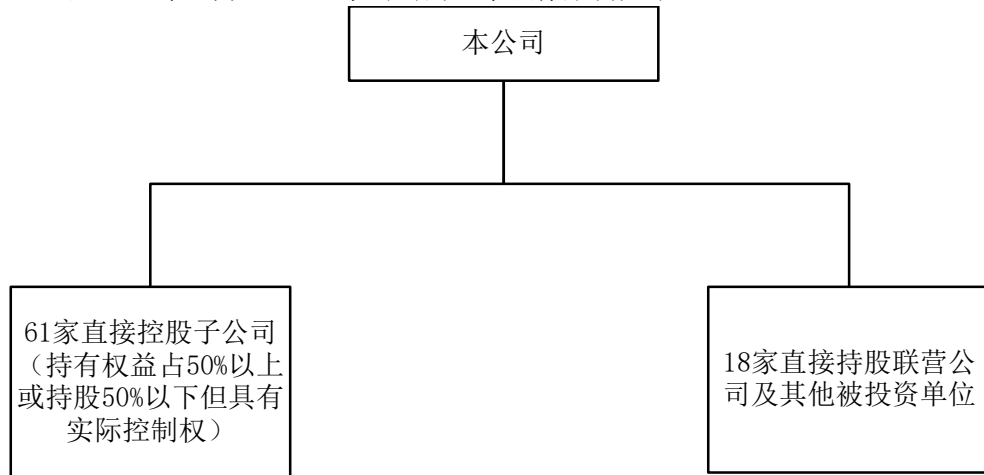 本公司
61家直接控股子公司
（持有权益占50%以上
或持股50%以下但具有
实际控制权）
18家直接持股联营公
司及其他被投资单位